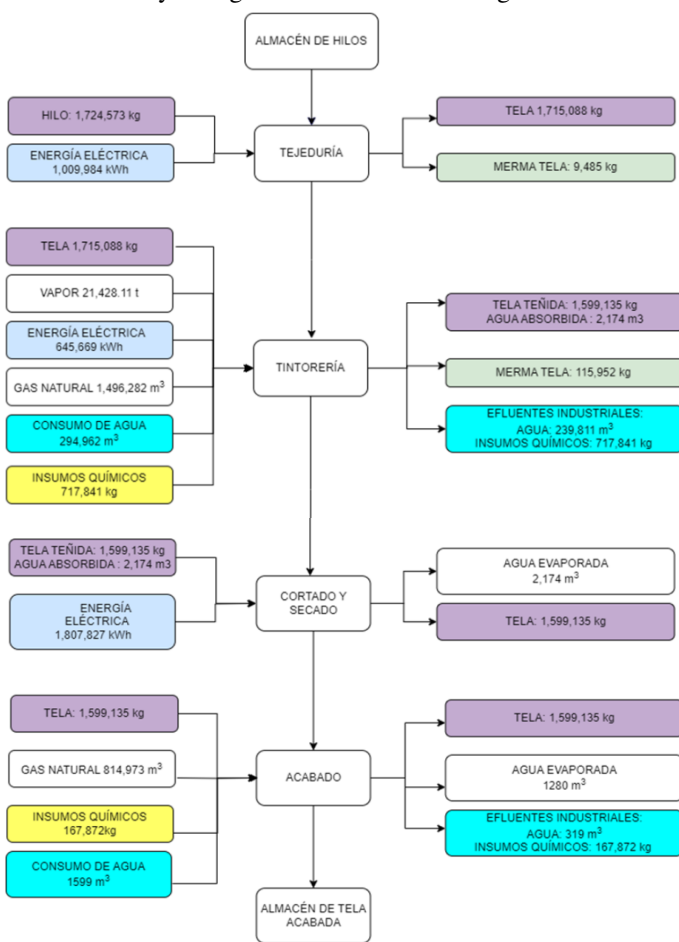 ALMACÉN DE HILOS
HILO: 1,724,573 kg
ENERGÍA ELÉCTRICA
1,009,984 kWh
TEJEDURÍA
TELA 1,715,088 kg
MERMA TELA: 9,485 kg
TELA 1,715,088 kg
VAPOR 21,428.11 t
ENERGÍA ELÉCTRICA
645,669 kWh
GAS NATURAL 1,496,282 m³
CONSUMO DE AGUA
294,962 m³
INSUMOS QUÍMICOS
717,841 kg
TINTORERÍA
TELA TEÑIDA: 1,599,135 kg
AGUA ABSORBIDA : 2,174 m3
MERMA TELA: 115,952 kg
EFLUENTES INDUSTRIALES:
AGUA: 239,811 m³
INSUMOS QUÍMICOS: 717,841 kg
TELA TEÑIDA: 1,599,135 kg
AGUA ABSORBIDA : 2,174 m3
ENERGÍA
ELÉCTRICA
1,807,827 kWh
CORTADO Y
SECADO
AGUA EVAPORADA
2,174 m³
TELA: 1,599,135 kg
TELA: 1,599,135 kg
GAS NATURAL 814,973 m³
INSUMOS QUÍMICOS
167,872kg
CONSUMO DE AGUA
1599 m³
ACABADO
TELA: 1,599,135 kg
AGUA EVAPORADA
1280 m³
EFLUENTES INDUSTRIALES:
AGUA: 319 m³
INSUMOS QUÍMICOS: 167,872 kg
ALMACÉN DE TELA
ACABADA